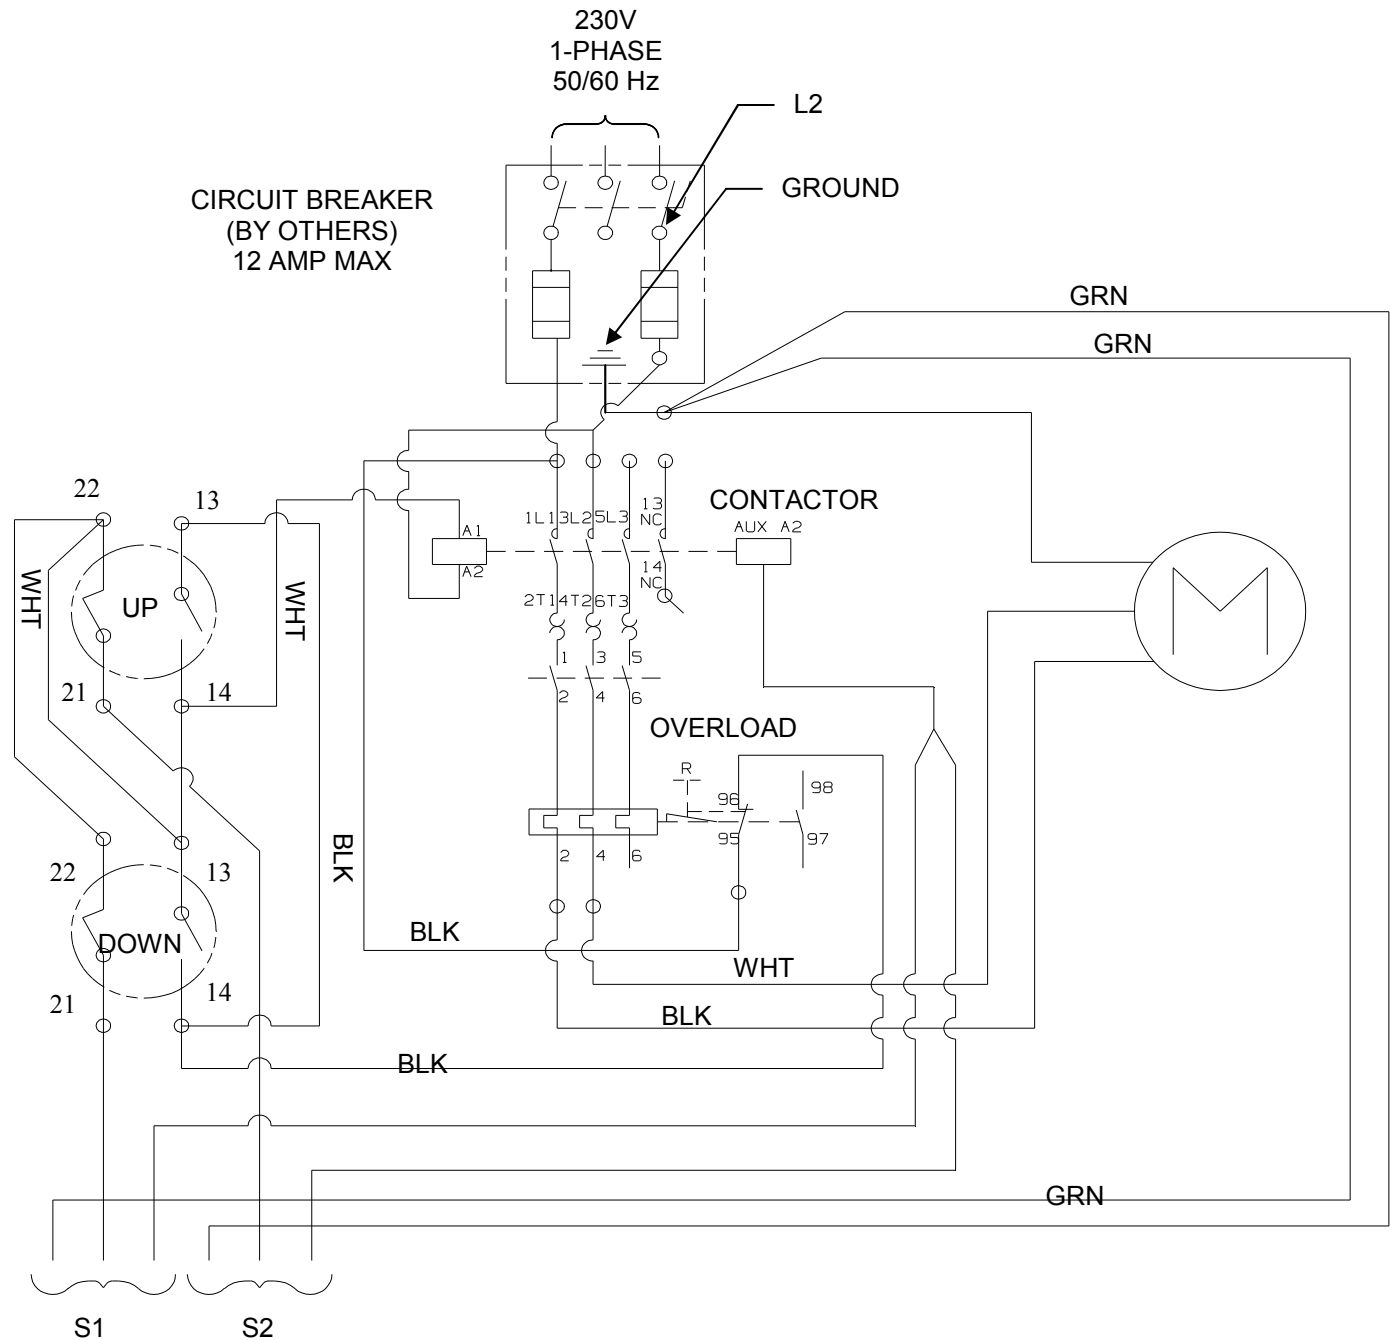 230V
1-PHASE
50/60 Hz
L2
GROUND
CIRCUIT BREAKER
(BY OTHERS)
12 AMP MAX
GRN
GRN
22
13
CONTACTOR
13
NC
1L1 3L2 5L3
AUX A2
A1
A2
14
NC
WHT
UP
WHT
2T1 4T2 6T3
1 3 5
2 4 6
21
14
M
OVERLOAD
R
96
98
95
97
BLK
2 4 6
22
13
DOWN
BLK
WHT
21
14
BLK
BLK
GRN
S1
S2